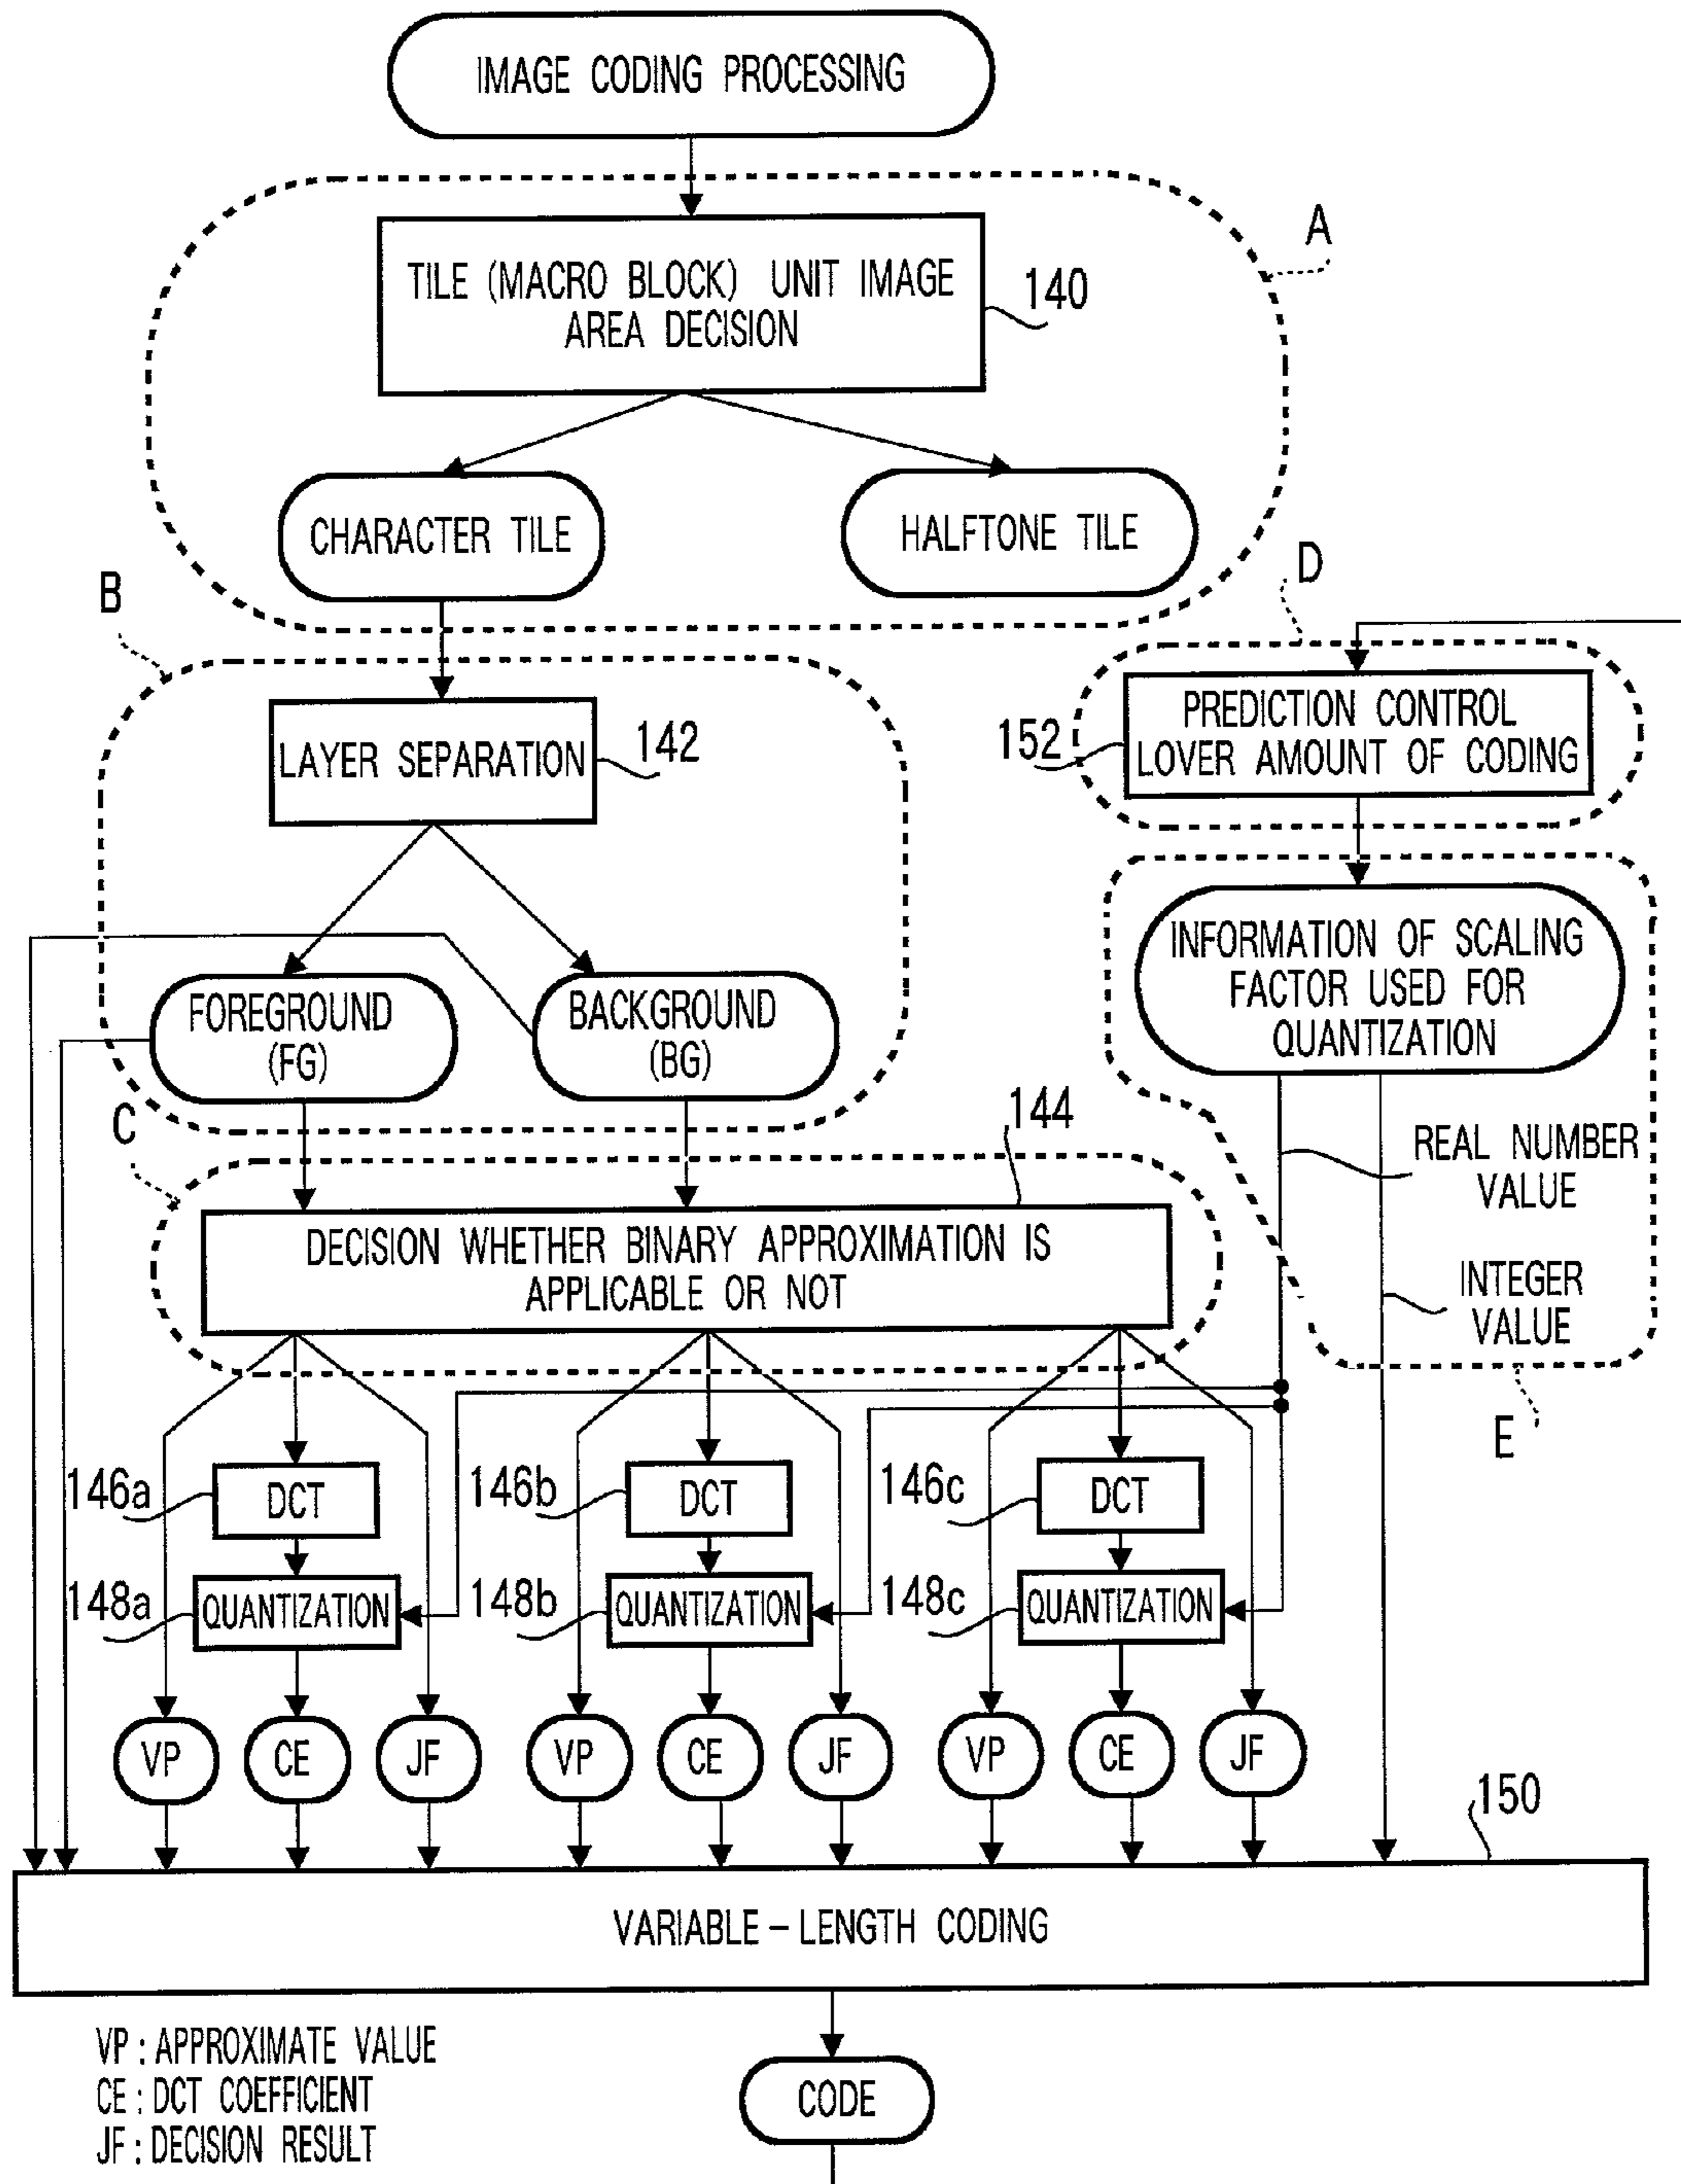 IMAGE CODING PROCESSING
A
TILE (MACRO BLOCK) UNIT IMAGE
AREA DECISION
140
CHARACTER TILE
HALFTONE TILE
B
D
LAYER SEPARATION
142
152
PREDICTION CONTROL
LOVER AMOUNT OF CODING
INFORMATION OF SCALING
FACTOR USED FOR
QUANTIZATION
FOREGROUND
(FG)
BACKGROUND
(BG)
C
144
REAL NUMBER
VALUE
DECISION WHETHER BINARY APPROXIMATION IS
APPLICABLE OR NOT
INTEGER
VALUE
E
146a
DCT
146b
DCT
146c
DCT
148a
QUANTIZATION
148b
QUANTIZATION
148c
QUANTIZATION
VP
CE
JF
VP
CE
JF
VP
CE
JF
150
VARIABLE-LENGTH CODING
VP : APPROXIMATE VALUE
CE : DCT COEFFICIENT
JF : DECISION RESULT
CODE